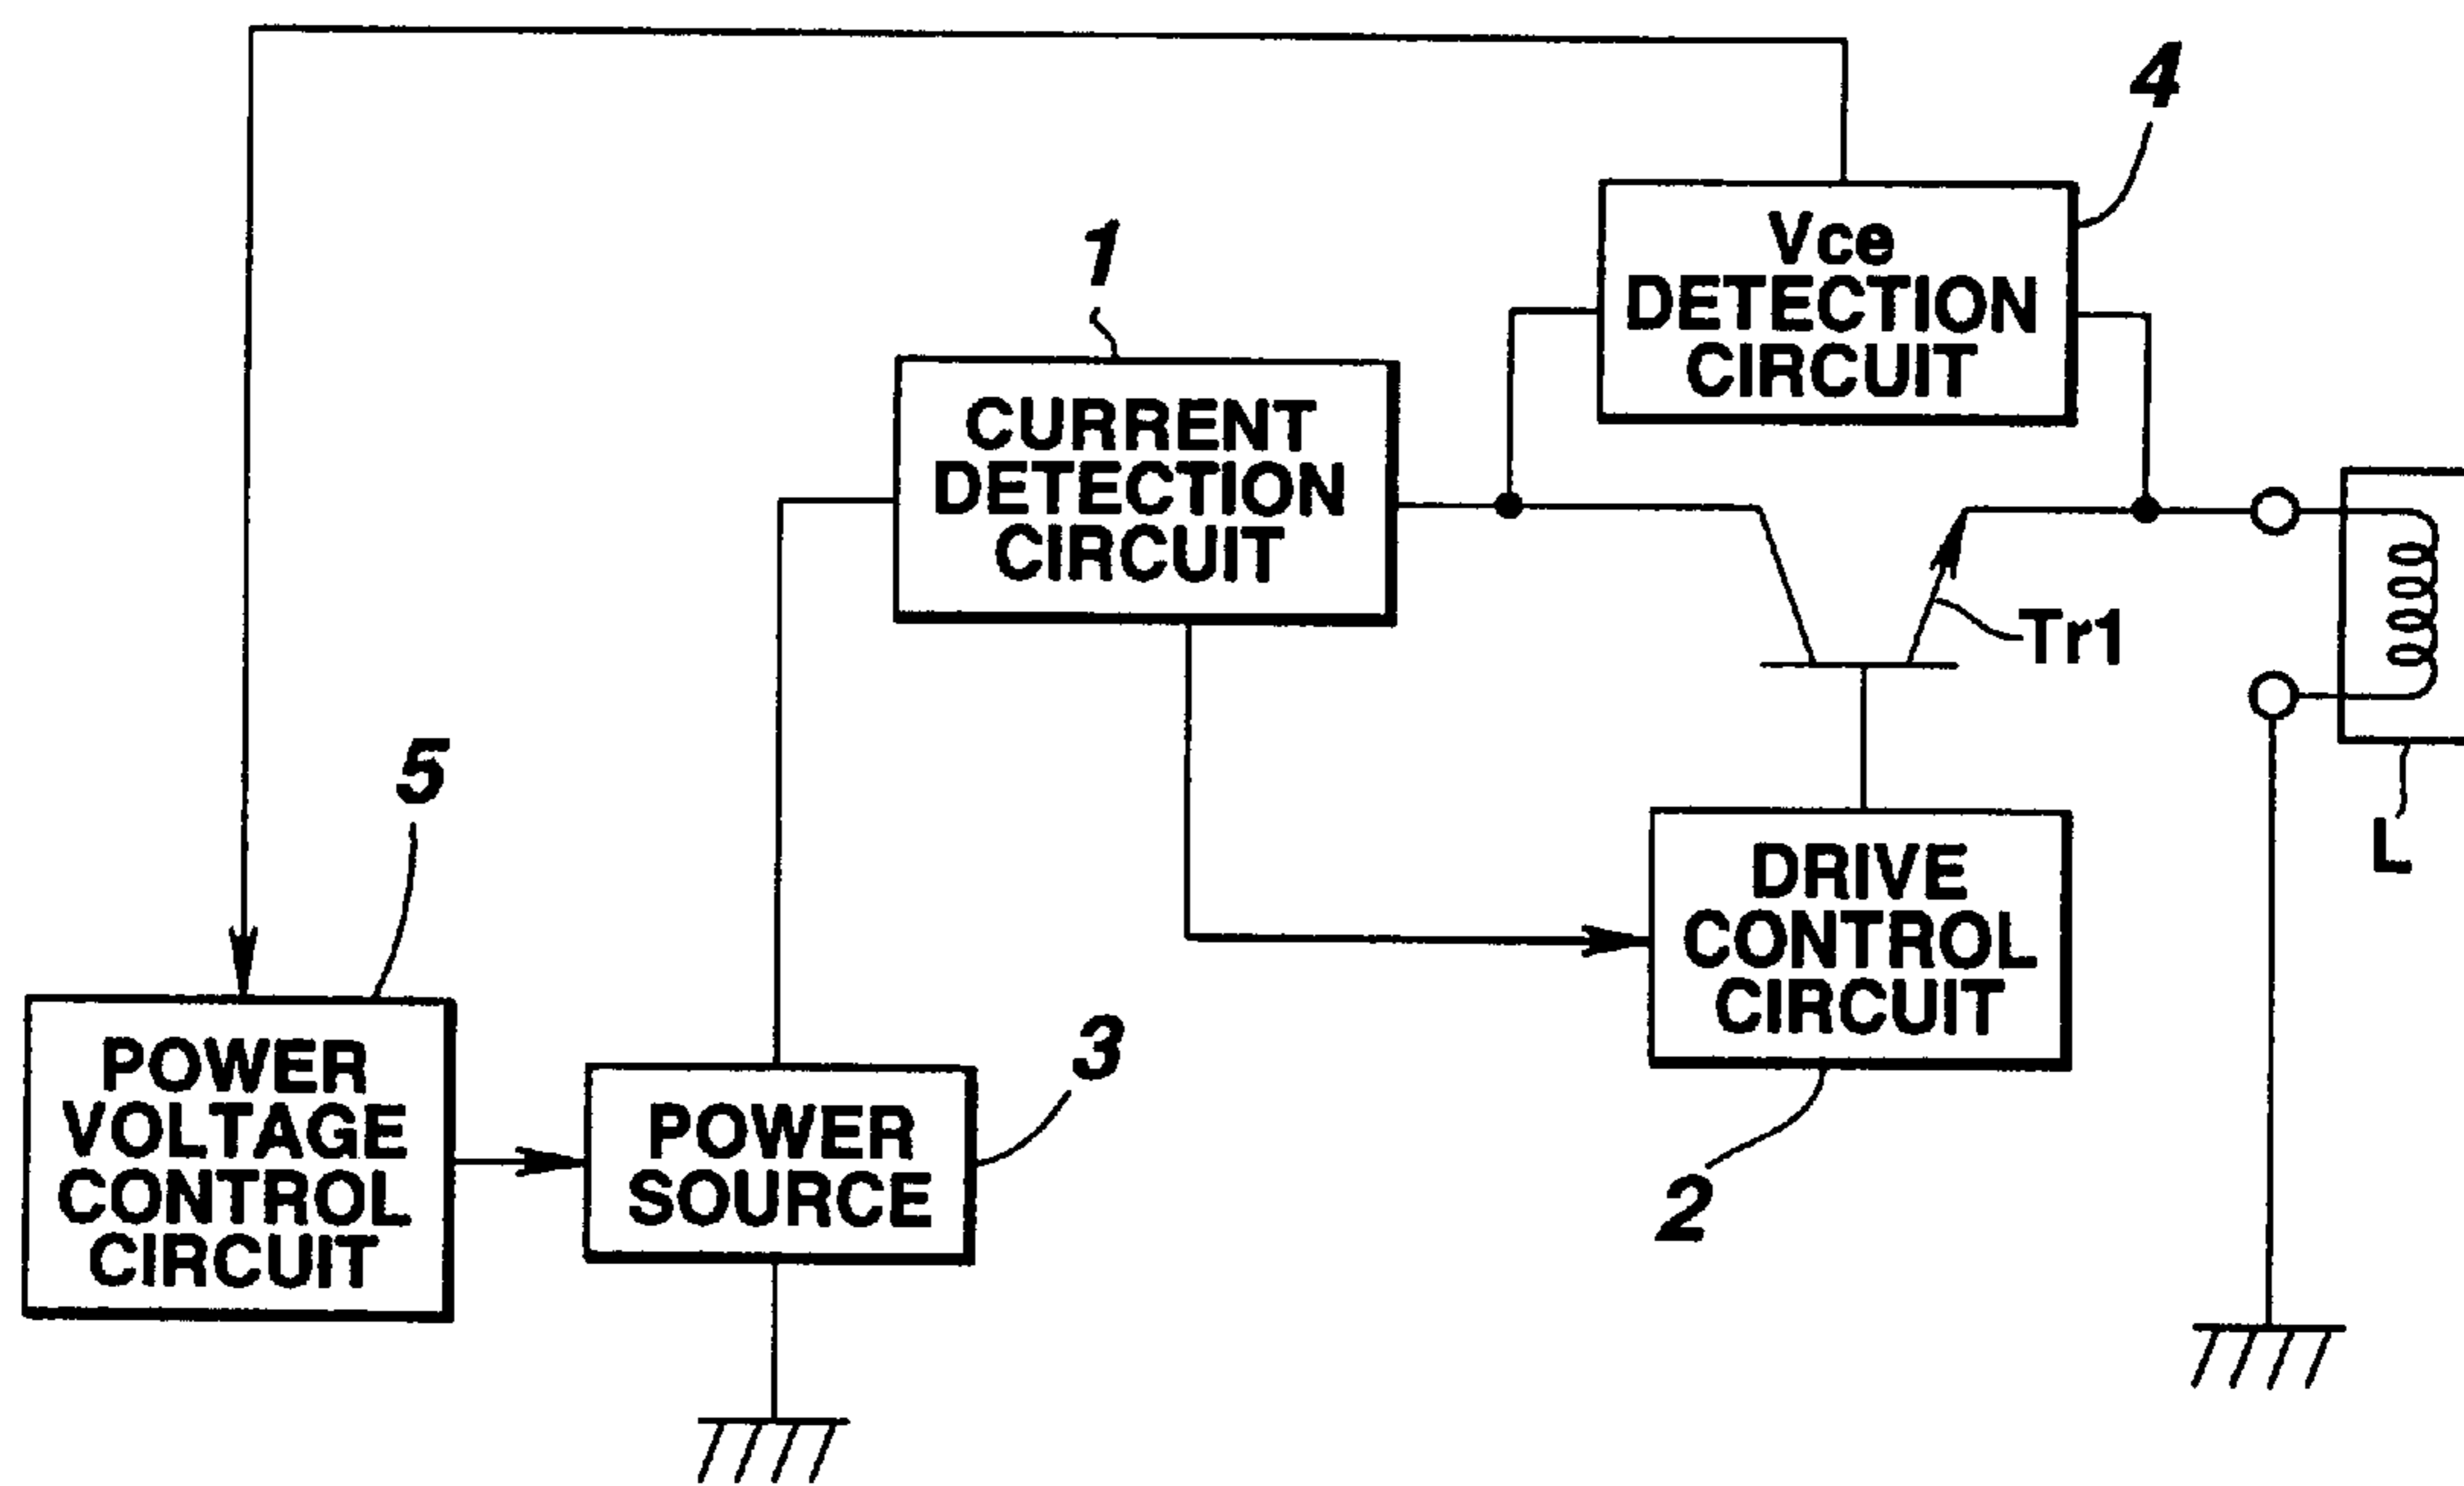 4
Vce
DETECTION
CIRCUIT
1
CURRENT
DETECTION
CIRCUIT
Tr1
L
5
DRIVE
CONTROL
CIRCUIT
2
3
POWER
VOLTAGE
CONTROL
CIRCUIT
POWER
SOURCE